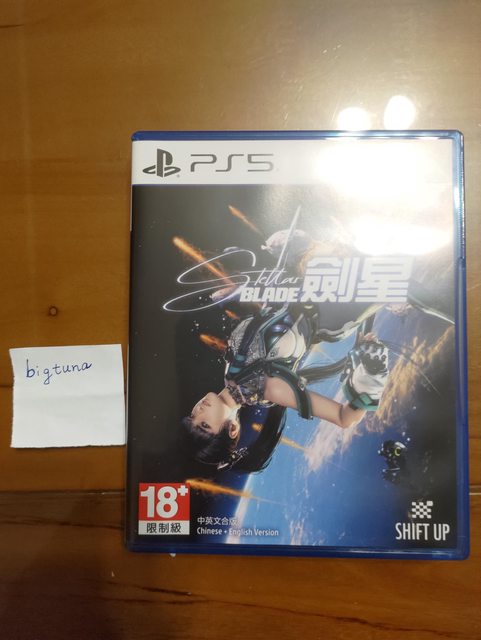 PS5
Stellar
BLADE 劍星
bigtuna
18+
限制級
中英文合版
Chinese + English Version
SHIFT UP